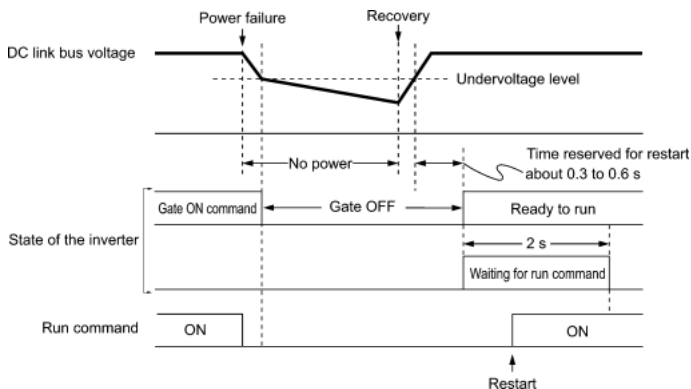 Power failure
Recovery
DC link bus voltage
Undervoltage level
No power
Time reserved for restart
about 0.3 to 0.6 s
Gate ON command
Gate OFF
Ready to run
State of the inverter
2 s
Waiting for run command
Run command
ON
ON
Restart